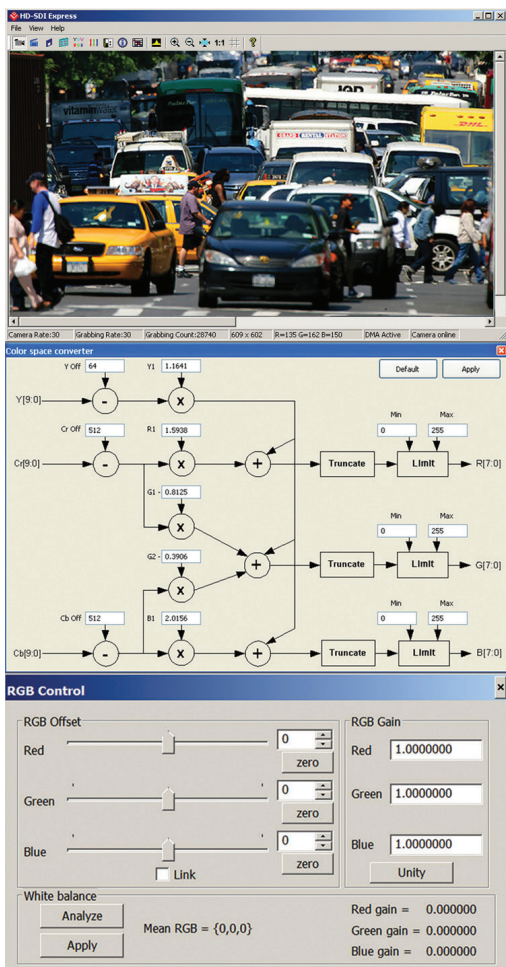 HD-SDI Express
File View Help
1:1
vitaminwater
JGD
GRAND RENTAL STATION
DHL
Camera Rate:30 Grabbing Rate:30 Grabbing Count:28740 609 x 602 R=135 G=162 B=150 DMA Active Camera online
Color space converter
Y Off 64 Y1 1.1641 Default Apply
Y[9:0] - X
Cr Off 512 R1 1.5938 Min Max
0 255
Cr[9:0] - X + Truncate Limit R[7:0]
G1 - 0.8125
X Min Max
0 255
G2 - 0.3906 + Truncate Limit G[7:0]
X
Cb Off 512 B1 2.0156 Min Max
0 255
Cb[9:0] - X + Truncate Limit B[7:0]
RGB Control
RGB Offset RGB Gain
Red 0 Red 1.0000000
zero
Green 0 Green 1.0000000
zero
Blue 0 Blue 1.0000000
zero
Link Unity
White balance
Analyze Mean RGB = {0,0,0} Red gain = 0.000000
Apply Green gain = 0.000000
Blue gain = 0.000000